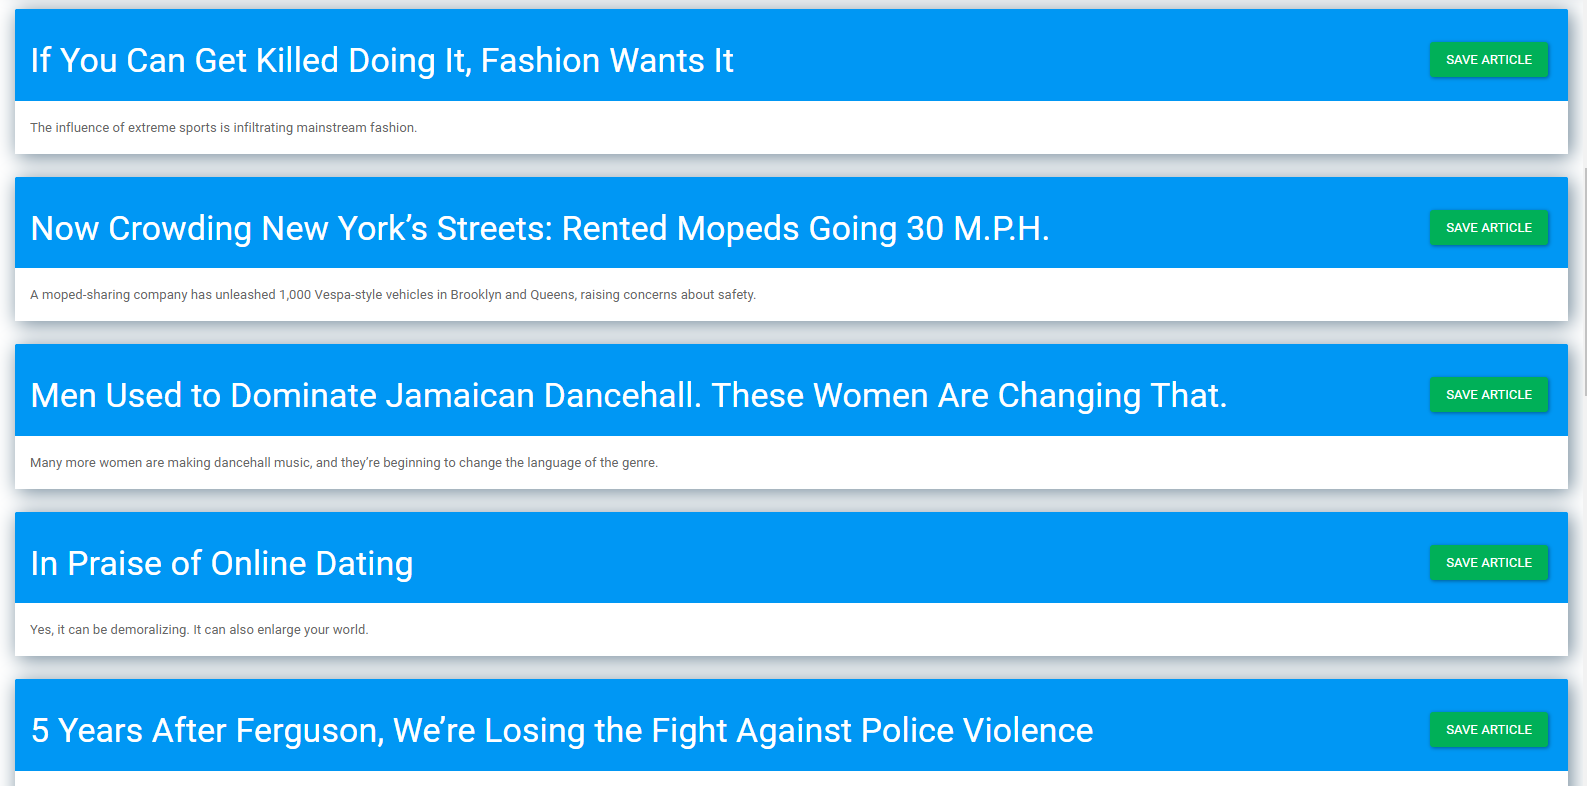 If You Can Get Killed Doing It, Fashion Wants It
SAVE ARTICLE
The influence of extreme sports is infiltrating mainstream fashion.
Now Crowding New York’s Streets: Rented Mopeds Going 30 M.P.H.
SAVE ARTICLE
A moped-sharing company has unleashed 1,000 Vespa-style vehicles in Brooklyn and Queens, raising concerns about safety.
Men Used to Dominate Jamaican Dancehall. These Women Are Changing That.
SAVE ARTICLE
Many more women are making dancehall music, and they’re beginning to change the language of the genre.
In Praise of Online Dating
SAVE ARTICLE
Yes, it can be demoralizing. It can also enlarge your world.
5 Years After Ferguson, We’re Losing the Fight Against Police Violence
SAVE ARTICLE